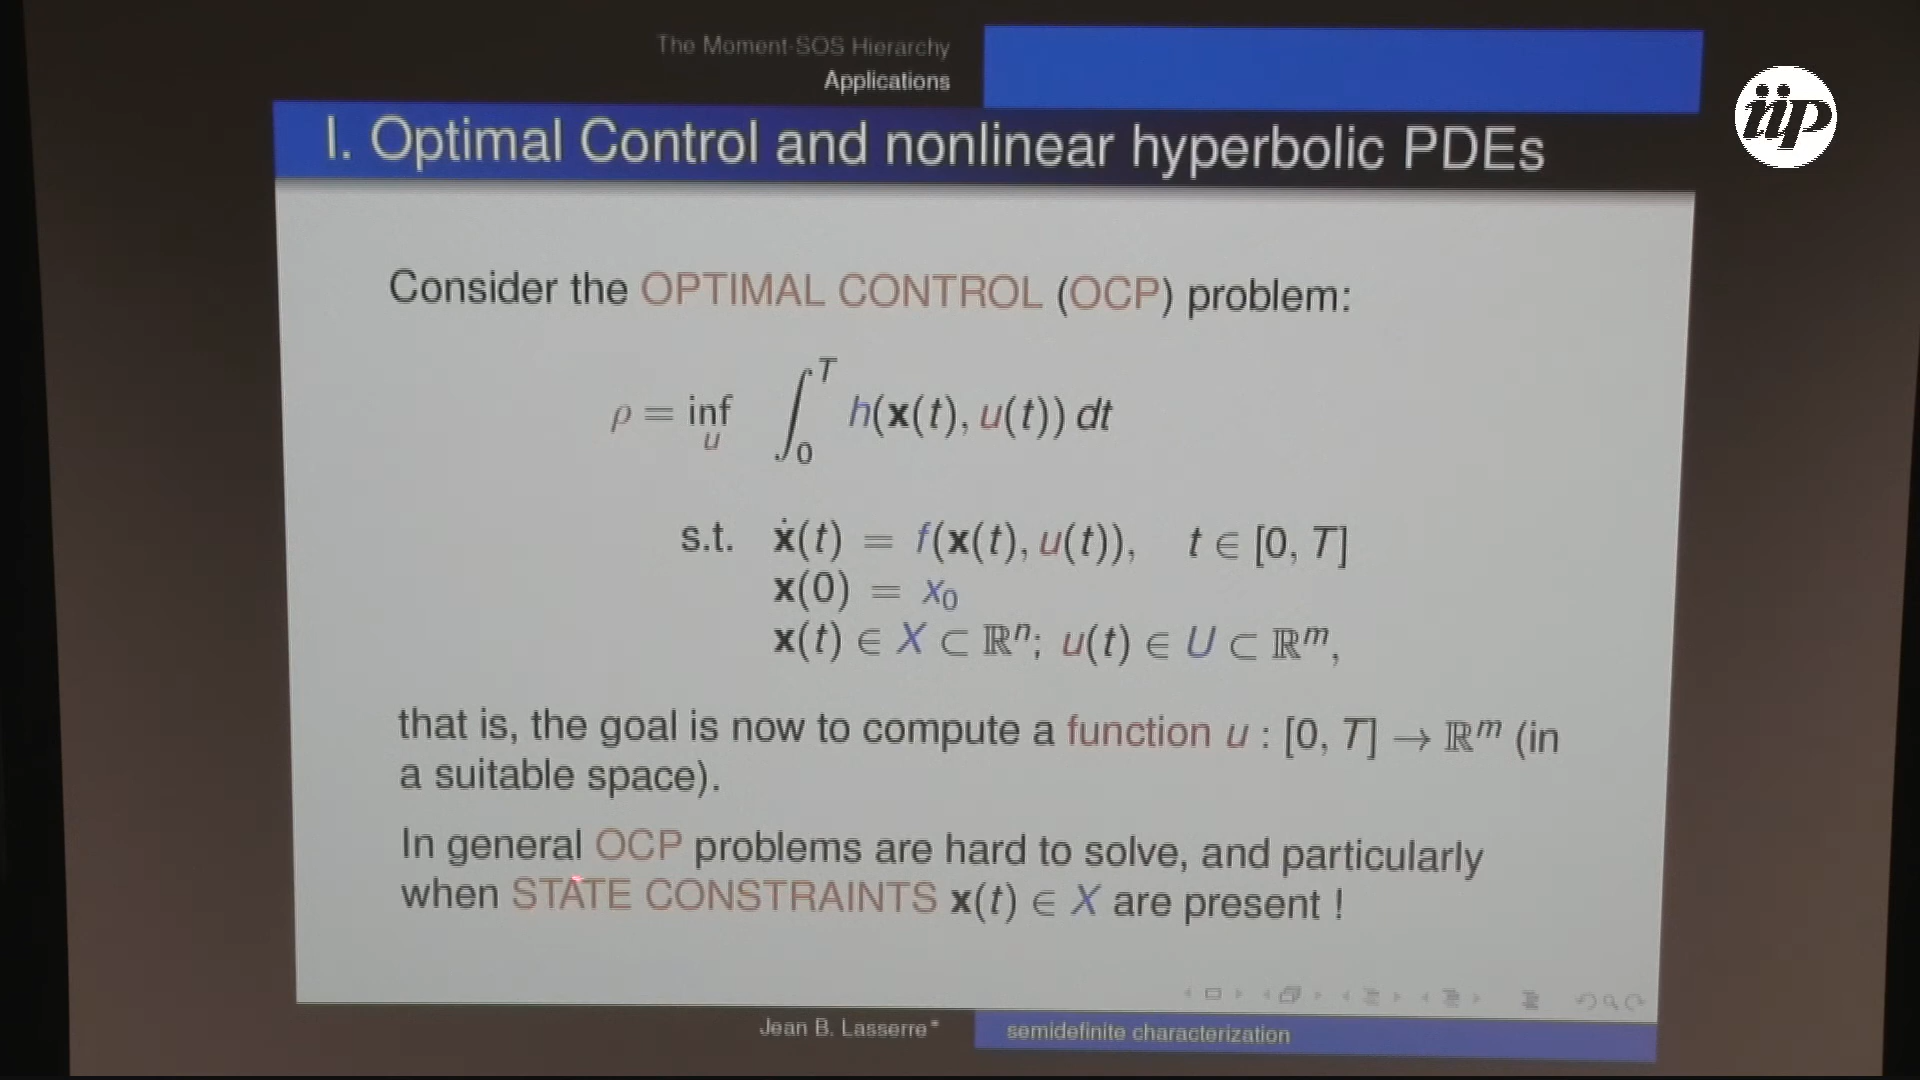 The Moment-SOS Hierarchy
Applications
iip
I. Optimal Control and nonlinear hyperbolic PDEs
Consider the OPTIMAL CONTROL (OCP) problem:
ρ = inf_u ∫_0^T h(𝐱(t), u(t)) dt
s.t. 𝐱̇(t) = f(𝐱(t), u(t)), t ∈ [0, T]
𝐱(0) = x₀
𝐱(t) ∈ X ⊂ ℝⁿ; u(t) ∈ U ⊂ ℝᵐ,
that is, the goal is now to compute a function u : [0, T] → ℝᵐ (in
a suitable space).
In general OCP problems are hard to solve, and particularly
when STATE CONSTRAINTS 𝐱(t) ∈ X are present !
Jean B. Lasserre*
semidefinite characterization